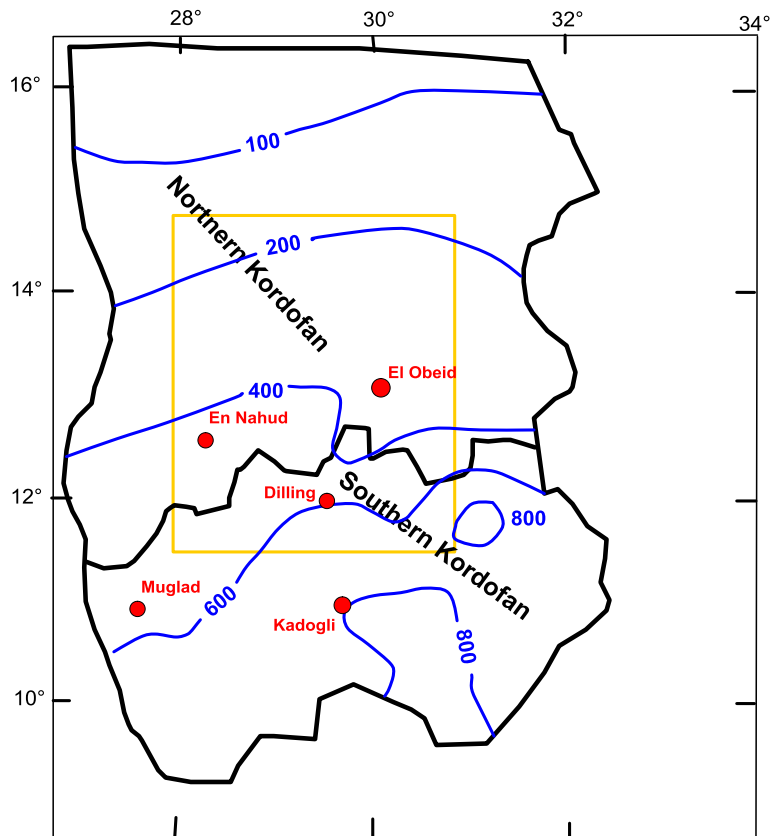 28° 30° 32° 34°
16°
100
Nortnern Kordofan
200
14°
El Obeid
400
En Nahud
12°
Dilling
Southern Kordofan
800
Muglad
600
Kadogli
800
10°